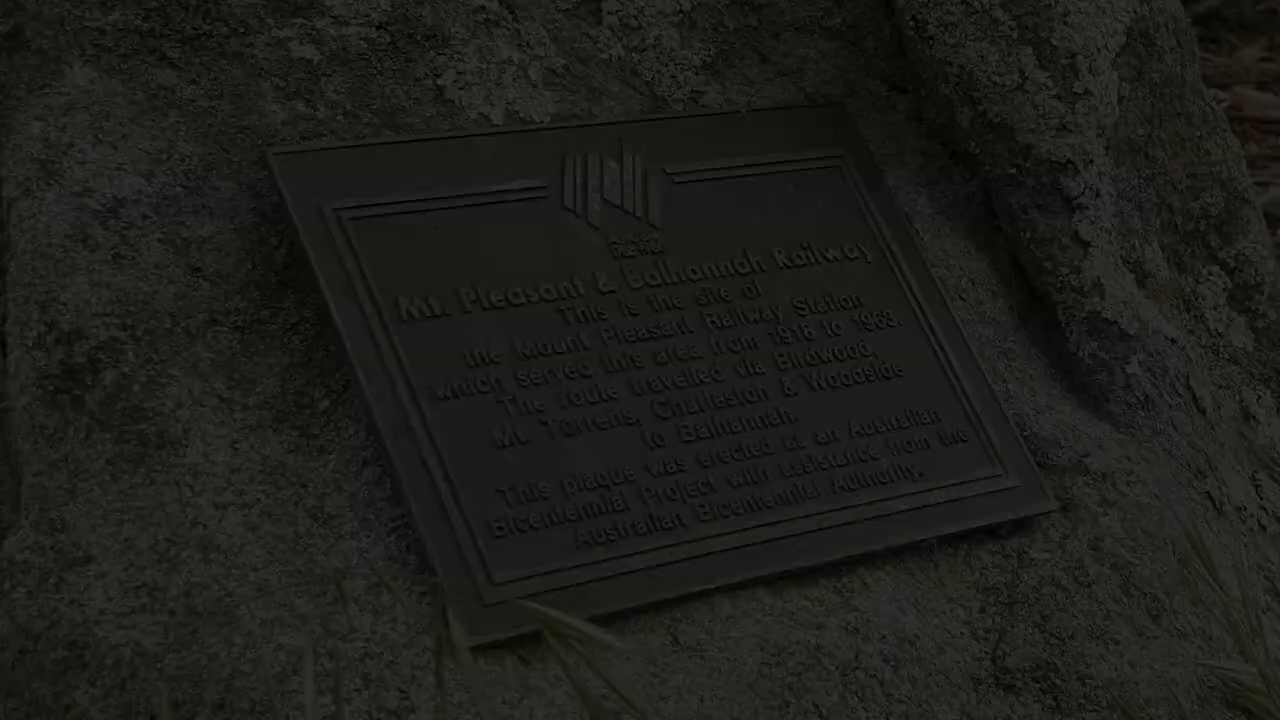 Mt. Pleasant & Balhannah Railway
This is the site of
the Mount Pleasant Railway Station
which served this area from 1918 to 1963.
The route travelled via Birdwood,
Mt. Torrens, Charleston & Woodside
to Balhannah.
This plaque was erected as an Australian
Bicentennial Project with assistance from the
Australian Bicentennial Authority.